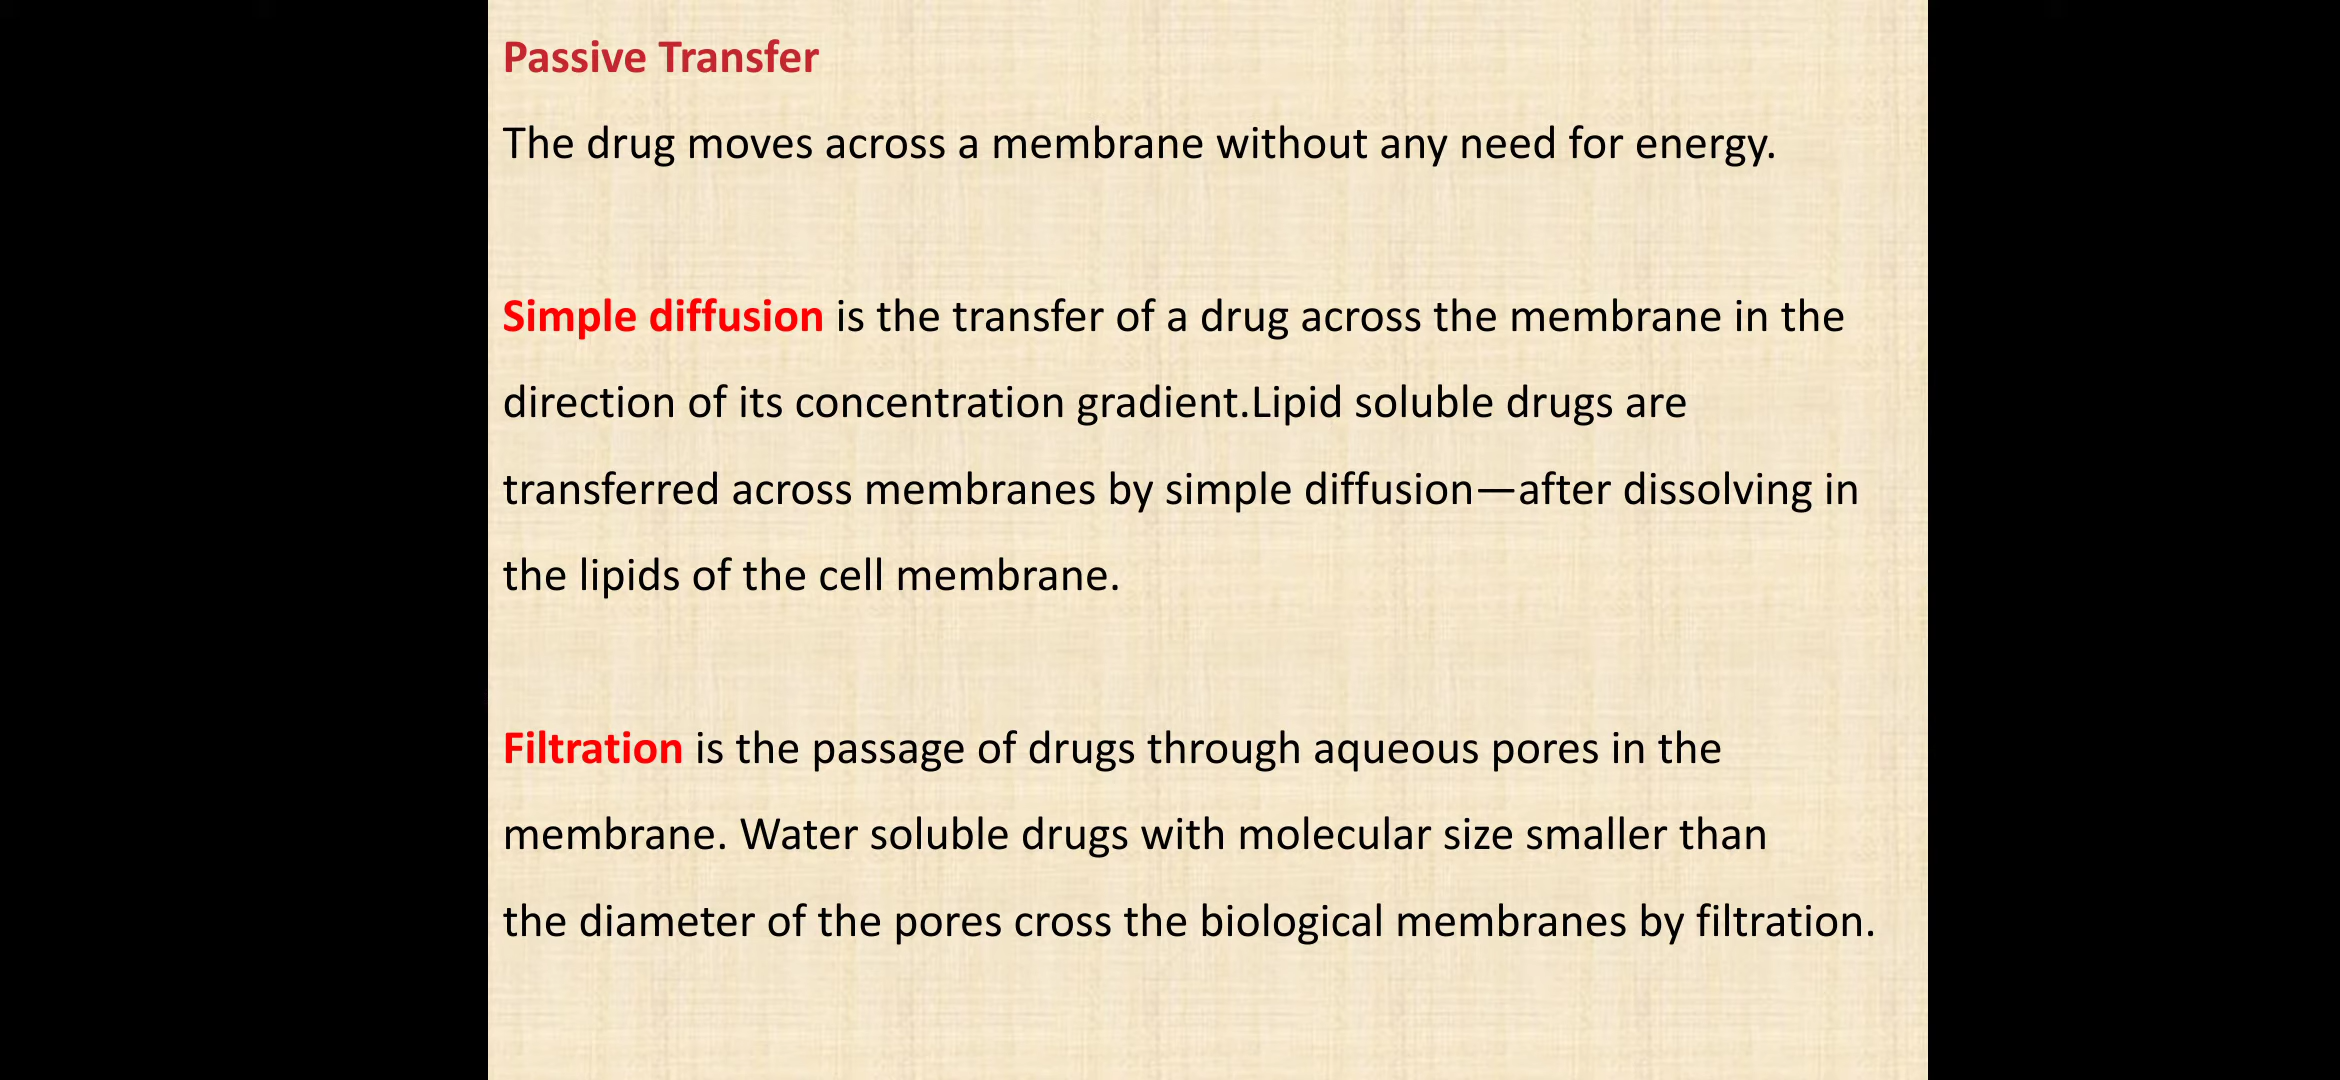 Passive Transfer
The drug moves across a membrane without any need for energy.
Simple diffusion is the transfer of a drug across the membrane in the
direction of its concentration gradient.Lipid soluble drugs are
transferred across membranes by simple diffusion—after dissolving in
the lipids of the cell membrane.
Filtration is the passage of drugs through aqueous pores in the
membrane. Water soluble drugs with molecular size smaller than
the diameter of the pores cross the biological membranes by filtration.